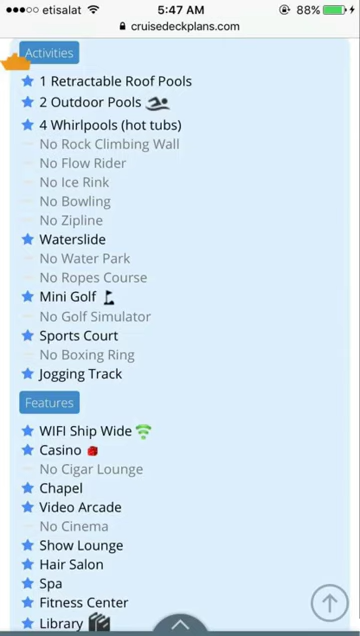 etisalat 5:47 AM 88%
cruisedeckplans.com
Activities
1 Retractable Roof Pools
2 Outdoor Pools
4 Whirlpools (hot tubs)
No Rock Climbing Wall
No Flow Rider
No Ice Rink
No Bowling
No Zipline
Waterslide
No Water Park
No Ropes Course
Mini Golf
No Golf Simulator
Sports Court
No Boxing Ring
Jogging Track
Features
WIFI Ship Wide
Casino
No Cigar Lounge
Chapel
Video Arcade
No Cinema
Show Lounge
Hair Salon
Spa
Fitness Center
Library